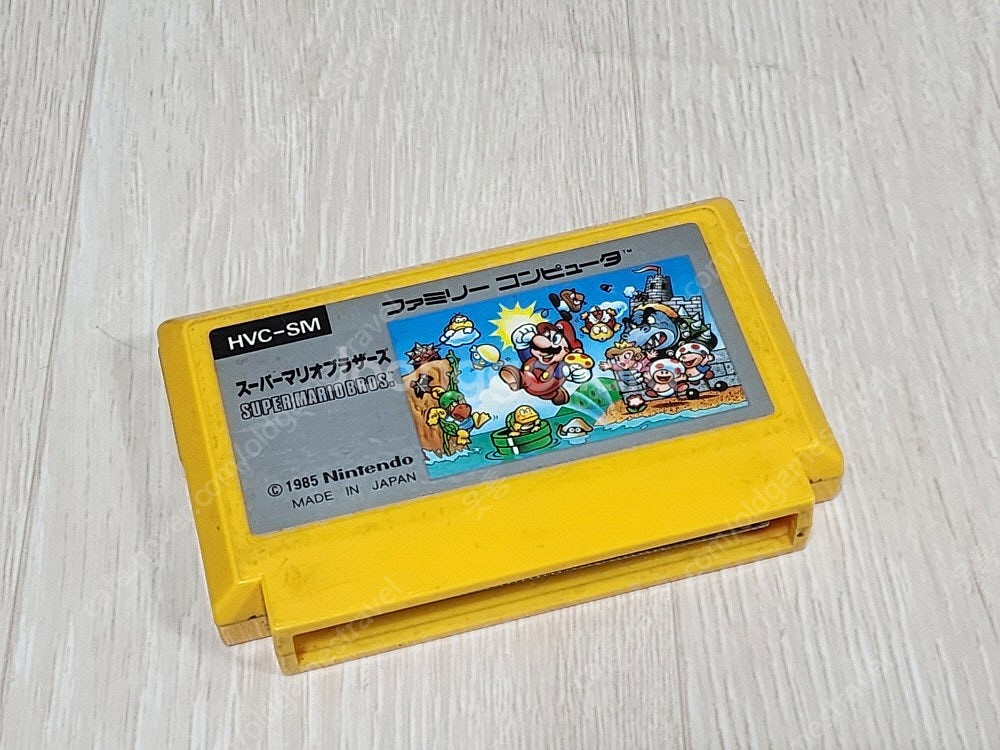 ファミリー コンピュータ™
HVC-SM
スーパーマリオブラザーズ
SUPER MARIO BROS.
© 1985 Nintendo
MADE IN JAPAN